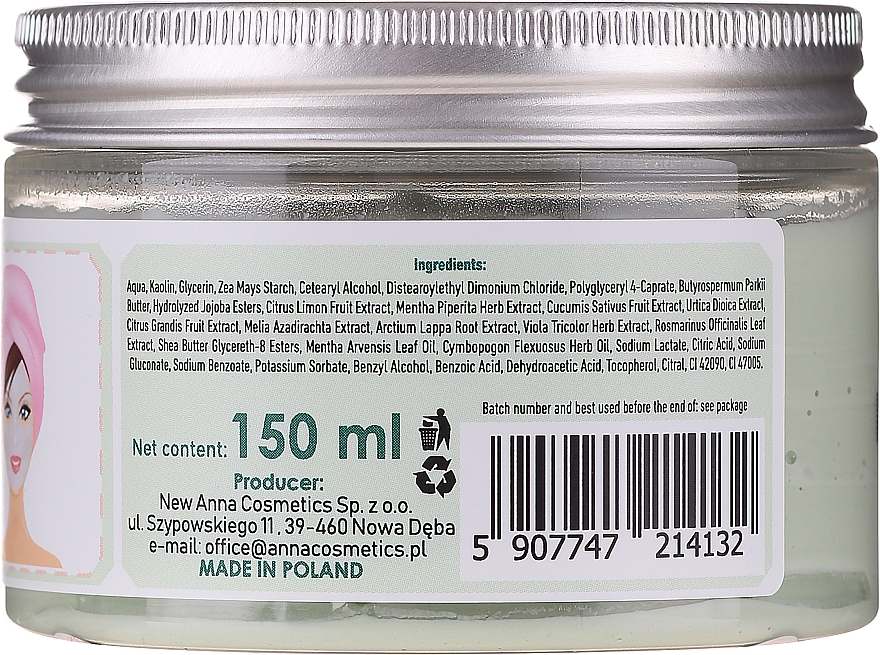 Ingredients:
Aqua, Kaolin, Glycerin, Zea Mays Starch, Cetearyl Alcohol, Distearoylethyl Dimonium Chloride, Polyglyceryl 4-Caprate, Butyrospermum Parkii
Butter, Hydrolyzed Jojoba Esters, Citrus Limon Fruit Extract, Mentha Piperita Herb Extract, Cucumis Sativus Fruit Extract, Urtica Dioica Extract,
Citrus Grandis Fruit Extract, Melia Azadirachta Extract, Arctium Lappa Root Extract, Viola Tricolor Herb Extract, Rosmarinus Officinalis Leaf
Extract, Shea Butter Glycereth-8 Esters, Mentha Arvensis Leaf Oil, Cymbopogon Flexuosus Herb Oil, Sodium Lactate, Citric Acid, Sodium
Gluconate, Sodium Benzoate, Potassium Sorbate, Benzyl Alcohol, Benzoic Acid, Dehydroacetic Acid, Tocopherol, Citral, CI 42090, CI 47005.
Batch number and best used before the end of: see package
Net content: 150 ml
Producer:
New Anna Cosmetics Sp. z o.o.
ul. Szypowskiego 11, 39-460 Nowa Dęba
e-mail: office@annacosmetics.pl
MADE IN POLAND
5 907747 214132